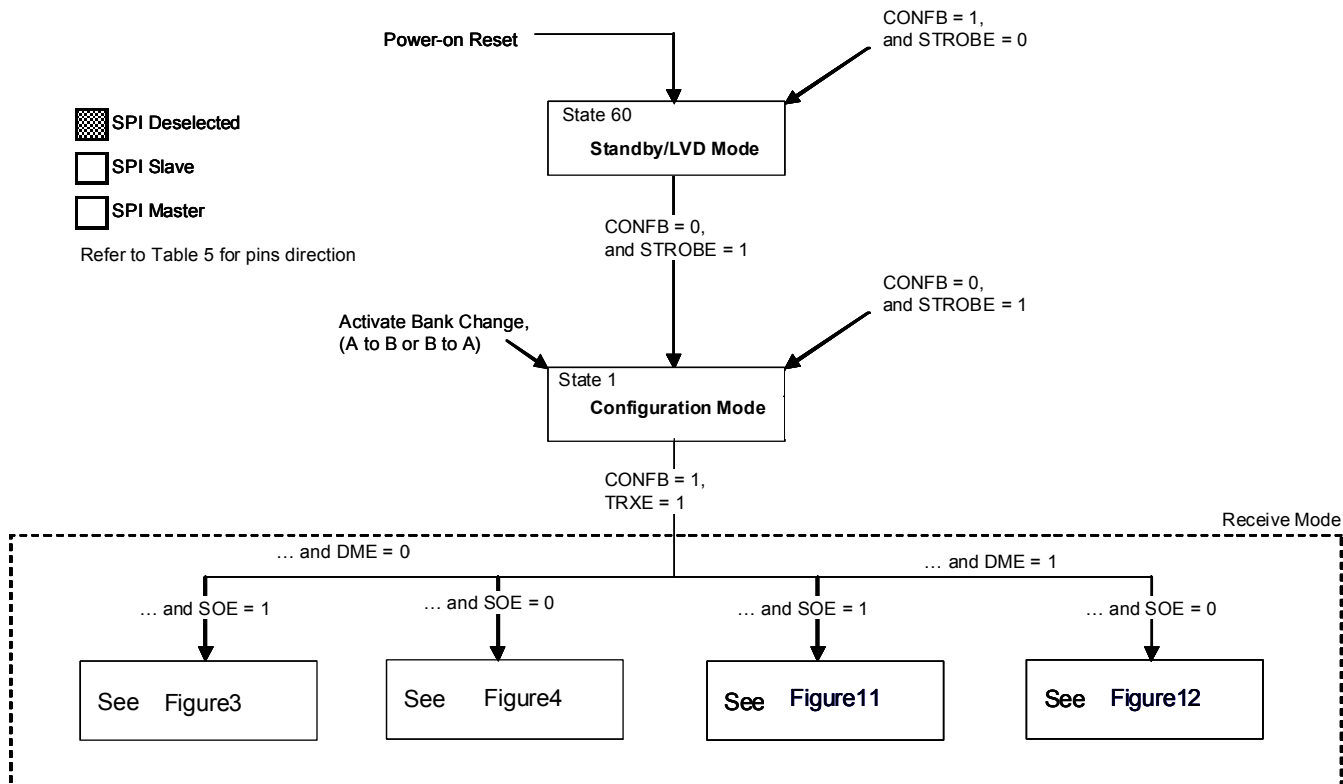 CONFB = 1,
and STROBE = 0
Power-on Reset
State 60
Standby/LVD Mode
SPI Deselected
SPI Slave
SPI Master
Refer to Table 5 for pins direction
CONFB = 0,
and STROBE = 1
CONFB = 0,
and STROBE = 1
Activate Bank Change,
(A to B or B to A)
State 1
Configuration Mode
CONFB = 1,
TRXE = 1
Receive Mode
... and DME = 0
... and DME = 1
... and SOE = 1
... and SOE = 0
... and SOE = 1
... and SOE = 0
See Figure3
See Figure4
See Figure11
See Figure12